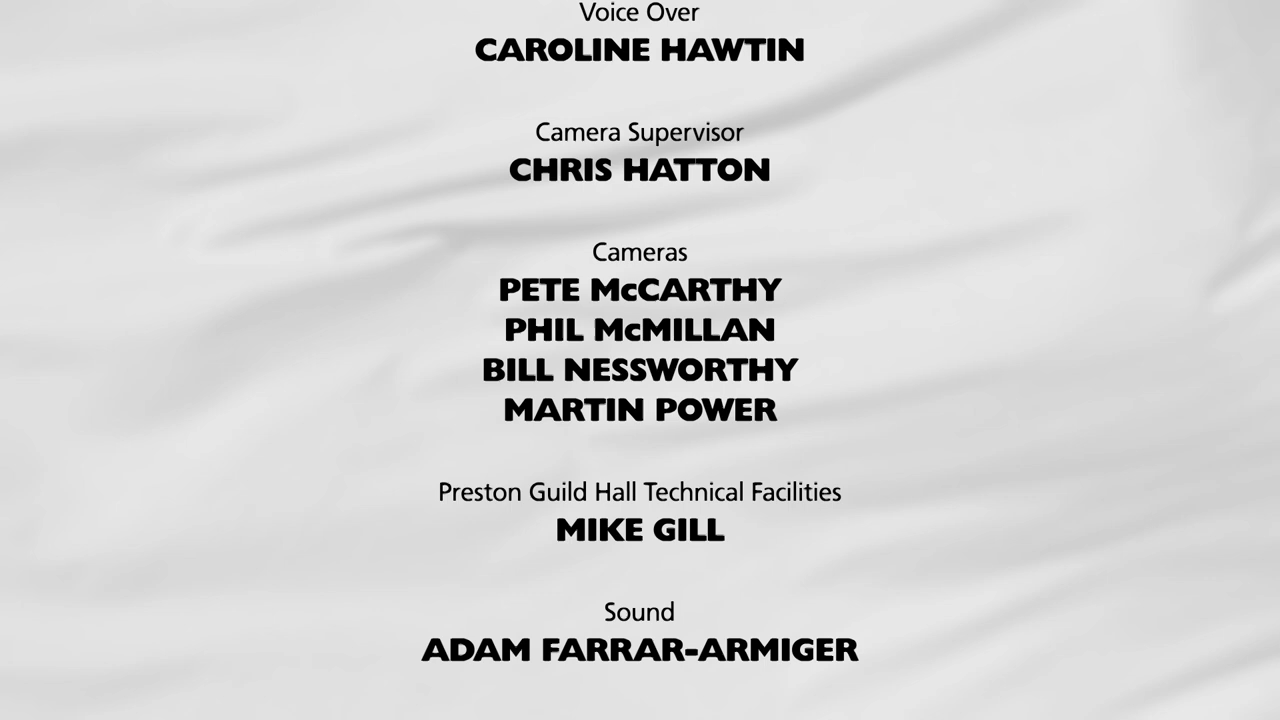 Voice Over
CAROLINE HAWTIN
Camera Supervisor
CHRIS HATTON
Cameras
PETE McCARTHY
PHIL McMILLAN
BILL NESSWORTHY
MARTIN POWER
Preston Guild Hall Technical Facilities
MIKE GILL
Sound
ADAM FARRAR-ARMIGER